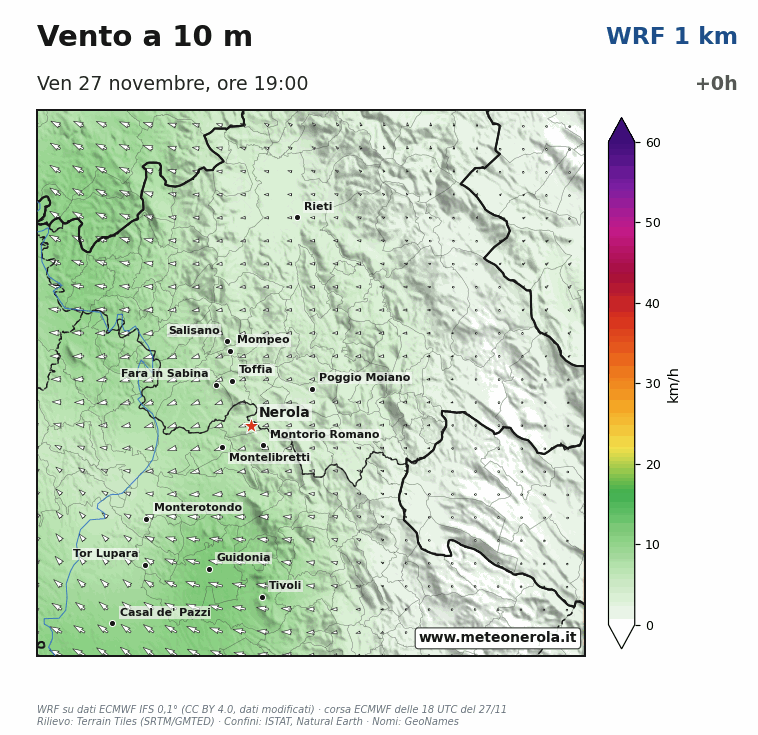 Vento a 10 m
WRF 1 km
Ven 27 novembre, ore 19:00
+0h
Rieti
Salisano
Mompeo
Fara in Sabina
Toffia
Poggio Moiano
Nerola
Montorio Romano
Montelibretti
Monterotondo
Tor Lupara
Guidonia
Tivoli
Casal de' Pazzi
www.meteonerola.it
60
50
40
30
20
10
0
km/h
WRF su dati ECMWF IFS 0,1° (CC BY 4.0, dati modificati) · corsa ECMWF delle 18 UTC del 27/11
Rilievo: Terrain Tiles (SRTM/GMTED) · Confini: ISTAT, Natural Earth · Nomi: GeoNames